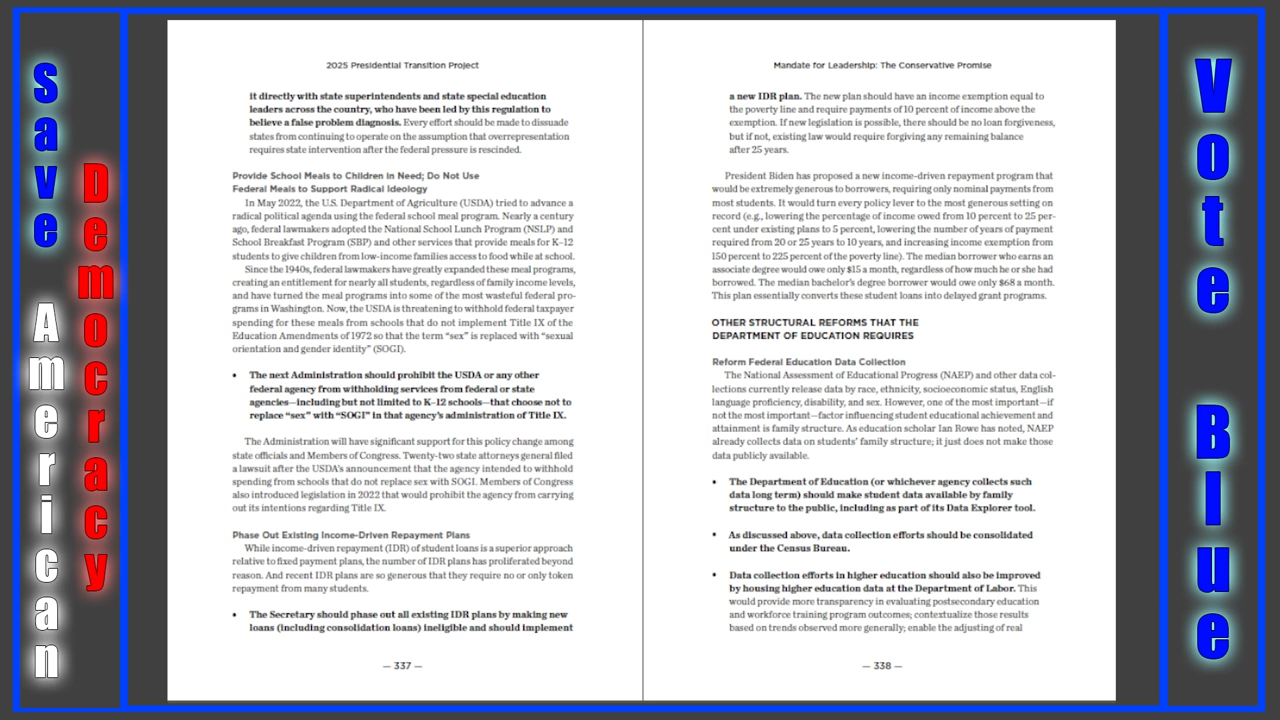 Save
American
Democracy
2025 Presidential Transition Project
it directly with state superintendents and state special education
leaders across the country, who have been led by this regulation to
believe a false problem diagnosis. Every effort should be made to dissuade
states from continuing to operate on the assumption that overrepresentation
requires state intervention after the federal pressure is rescinded.
Provide School Meals to Children in Need; Do Not Use
Federal Meals to Support Radical Ideology
In May 2022, the U.S. Department of Agriculture (USDA) tried to advance a
radical political agenda using the federal school meal program. Nearly a century
ago, federal lawmakers adopted the National School Lunch Program (NSLP) and
School Breakfast Program (SBP) and other services that provide meals for K–12
students to give children from low-income families access to food while at school.
Since the 1940s, federal lawmakers have greatly expanded these meal programs,
creating an entitlement for nearly all students, regardless of family income levels,
and have turned the meal programs into some of the most wasteful federal pro-
grams in Washington. Now, the USDA is threatening to withhold federal taxpayer
spending for these meals from schools that do not implement Title IX of the
Education Amendments of 1972 so that the term “sex” is replaced with “sexual
orientation and gender identity” (SOGI).
• The next Administration should prohibit the USDA or any other
federal agency from withholding services from federal or state
agencies—including but not limited to K–12 schools—that choose not to
replace “sex” with “SOGI” in that agency’s administration of Title IX.
The Administration will have significant support for this policy change among
state officials and Members of Congress. Twenty-two state attorneys general filed
a lawsuit after the USDA’s announcement that the agency intended to withhold
spending from schools that do not replace sex with SOGI. Members of Congress
also introduced legislation in 2022 that would prohibit the agency from carrying
out its intentions regarding Title IX.
Phase Out Existing Income-Driven Repayment Plans
While income-driven repayment (IDR) of student loans is a superior approach
relative to fixed payment plans, the number of IDR plans has proliferated beyond
reason. And recent IDR plans are so generous that they require no or only token
repayment from many students.
• The Secretary should phase out all existing IDR plans by making new
loans (including consolidation loans) ineligible and should implement
— 337 —
Mandate for Leadership: The Conservative Promise
a new IDR plan. The new plan should have an income exemption equal to
the poverty line and require payments of 10 percent of income above the
exemption. If new legislation is possible, there should be no loan forgiveness,
but if not, existing law would require forgiving any remaining balance
after 25 years.
President Biden has proposed a new income-driven repayment program that
would be extremely generous to borrowers, requiring only nominal payments from
most students. It would turn every policy lever to the most generous setting on
record (e.g., lowering the percentage of income owed from 10 percent to 25 per-
cent under existing plans to 5 percent, lowering the number of years of payment
required from 20 or 25 years to 10 years, and increasing income exemption from
150 percent to 225 percent of the poverty line). The median borrower who earns an
associate degree would owe only $15 a month, regardless of how much he or she had
borrowed. The median bachelor’s degree borrower would owe only $68 a month.
This plan essentially converts these student loans into delayed grant programs.
OTHER STRUCTURAL REFORMS THAT THE
DEPARTMENT OF EDUCATION REQUIRES
Reform Federal Education Data Collection
The National Assessment of Educational Progress (NAEP) and other data col-
lections currently release data by race, ethnicity, socioeconomic status, English
language proficiency, disability, and sex. However, one of the most important—if
not the most important—factor influencing student educational achievement and
attainment is family structure. As education scholar Ian Rowe has noted, NAEP
already collects data on students’ family structure; it just does not make those
data publicly available.
• The Department of Education (or whichever agency collects such
data long term) should make student data available by family
structure to the public, including as part of its Data Explorer tool.
• As discussed above, data collection efforts should be consolidated
under the Census Bureau.
• Data collection efforts in higher education should also be improved
by housing higher education data at the Department of Labor. This
would provide more transparency in evaluating postsecondary education
and workforce training program outcomes; contextualize those results
based on trends observed more generally; enable the adjusting of real
— 338 —
Vote
Blue